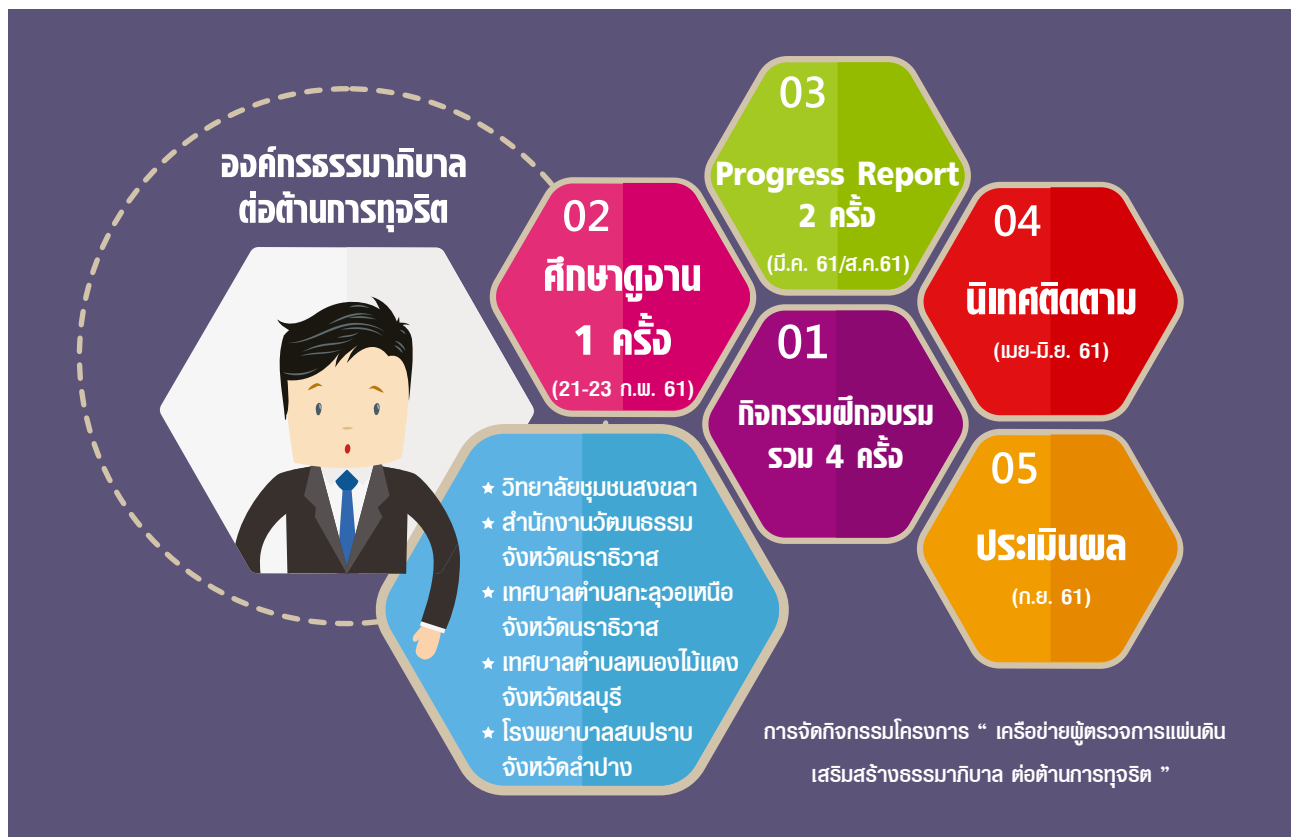 องค์กรธรรมาภิบาล
ต่อต้านการทุจริต
01
กิจกรรมฝึกอบรม
รวม 4 ครั้ง
02
ศึกษาดูงาน
1 ครั้ง
(21-23 ก.พ. 61)
03
Progress Report
2 ครั้ง
(มี.ค. 61/ส.ค.61)
04
นิเทศติดตาม
(เมย-มิ.ย. 61)
05
ประเมินผล
(ก.ย. 61)
★ วิทยาลัยชุมชนสงขลา
★ สำนักงานวัฒนธรรม
จังหวัดนราธิวาส
★ เทศบาลตำบลกะลุวอเหนือ
จังหวัดนราธิวาส
★ เทศบาลตำบลหนองไม้แดง
จังหวัดชลบุรี
★ โรงพยาบาลสบปราบ
จังหวัดลำปาง
การจัดกิจกรรมโครงการ “ เครือข่ายผู้ตรวจการแผ่นดิน
เสริมสร้างธรรมาภิบาล ต่อต้านการทุจริต ”